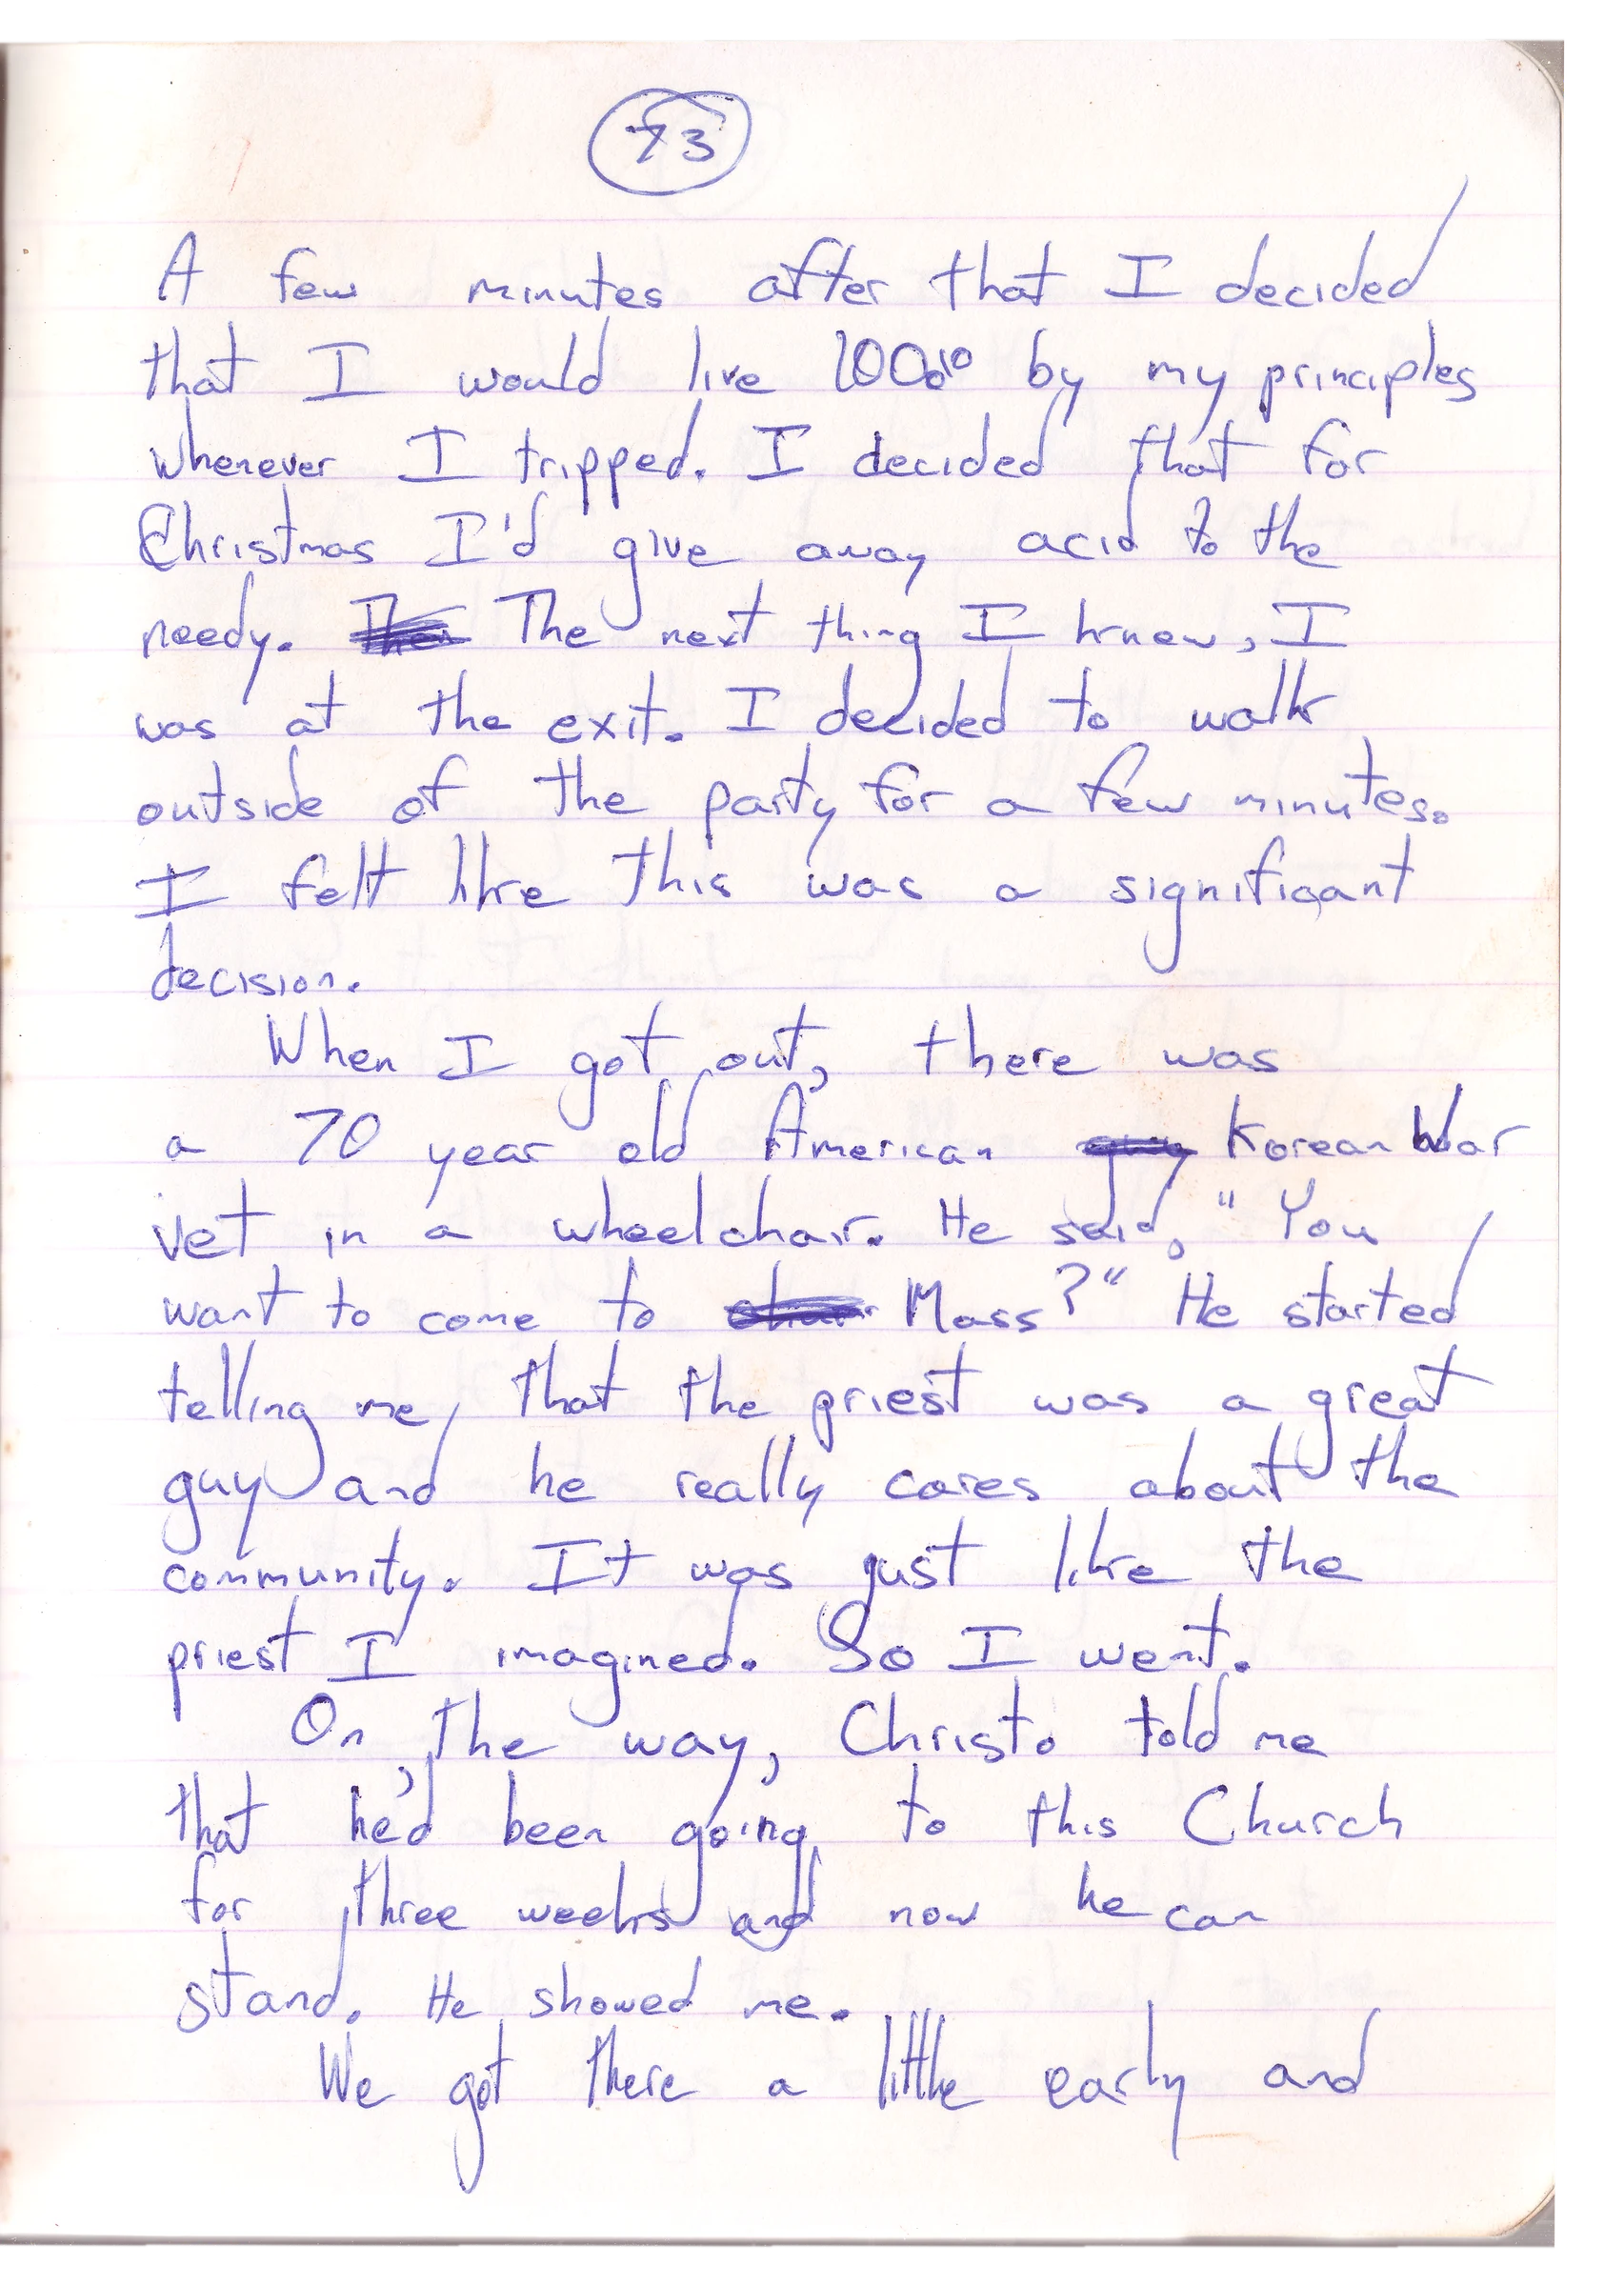 73
A few minutes after that I decided
that I would live 100% by my principles
whenever I tripped. I decided that for
Christmas I'd give away acid to the
needy. The next thing I knew, I
was at the exit. I decided to walk
outside of the party for a few minutes.
I felt like this was a significant
decision.
When I got out, there was
a 70 year old American Korean War
vet in a wheelchair. He said, "You
want to come to Mass?" He started
telling me, that the priest was a great
guy and he really cares about the
community. It was just like the
priest I imagined. So I went.
On the way, Christo told me
that he'd been going to this Church
for three weeks and now he can
stand. He showed me.
We got there a little early and